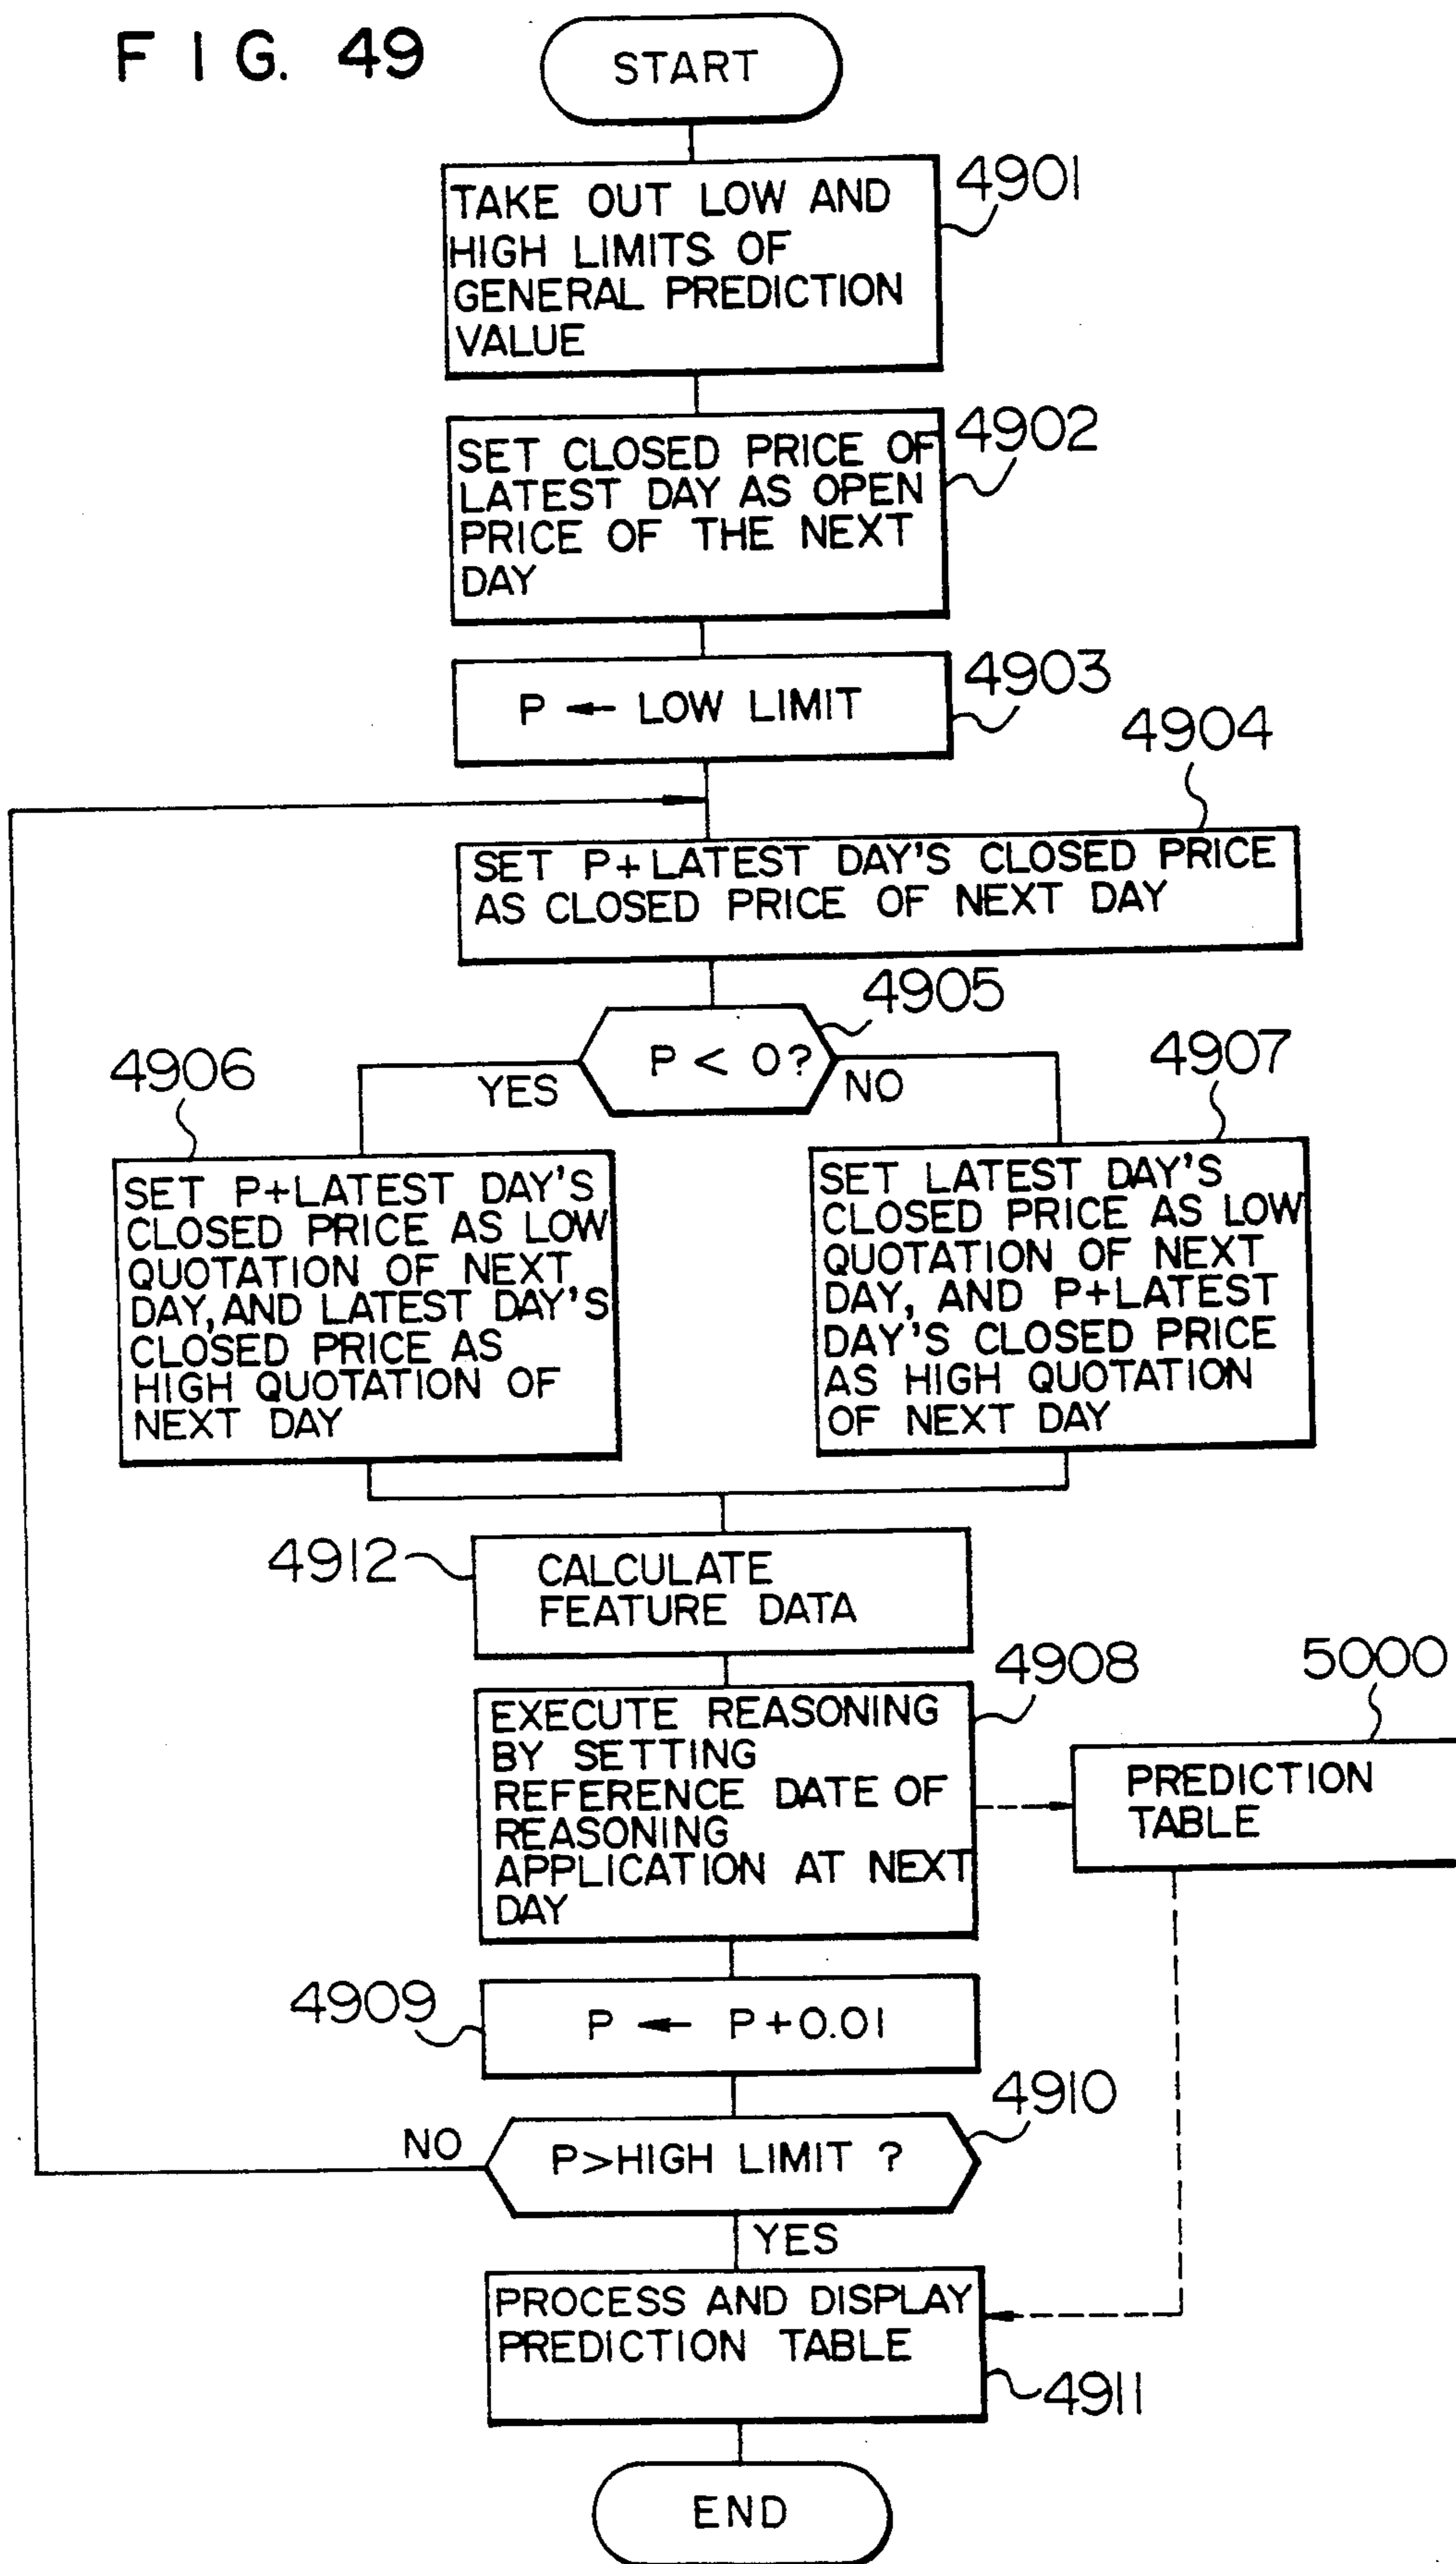 FIG. 49
START
4901
TAKE OUT LOW AND
HIGH LIMITS OF
GENERAL PREDICTION
VALUE
4902
SET CLOSED PRICE OF
LATEST DAY AS OPEN
PRICE OF THE NEXT
DAY
4903
P ← LOW LIMIT
4904
SET P+LATEST DAY'S CLOSED PRICE
AS CLOSED PRICE OF NEXT DAY
4905
P < 0?
YES
NO
4906
SET P+LATEST DAY'S
CLOSED PRICE AS LOW
QUOTATION OF NEXT
DAY, AND LATEST DAY'S
CLOSED PRICE AS
HIGH QUOTATION OF
NEXT DAY
4907
SET LATEST DAY'S
CLOSED PRICE AS LOW
QUOTATION OF NEXT
DAY, AND P+LATEST
DAY'S CLOSED PRICE
AS HIGH QUOTATION
OF NEXT DAY
4912
CALCULATE
FEATURE DATA
4908
EXECUTE REASONING
BY SETTING
REFERENCE DATE OF
REASONING
APPLICATION AT NEXT
DAY
5000
PREDICTION
TABLE
4909
P ← P+0.01
4910
P>HIGH LIMIT ?
NO
YES
PROCESS AND DISPLAY
PREDICTION TABLE
4911
END